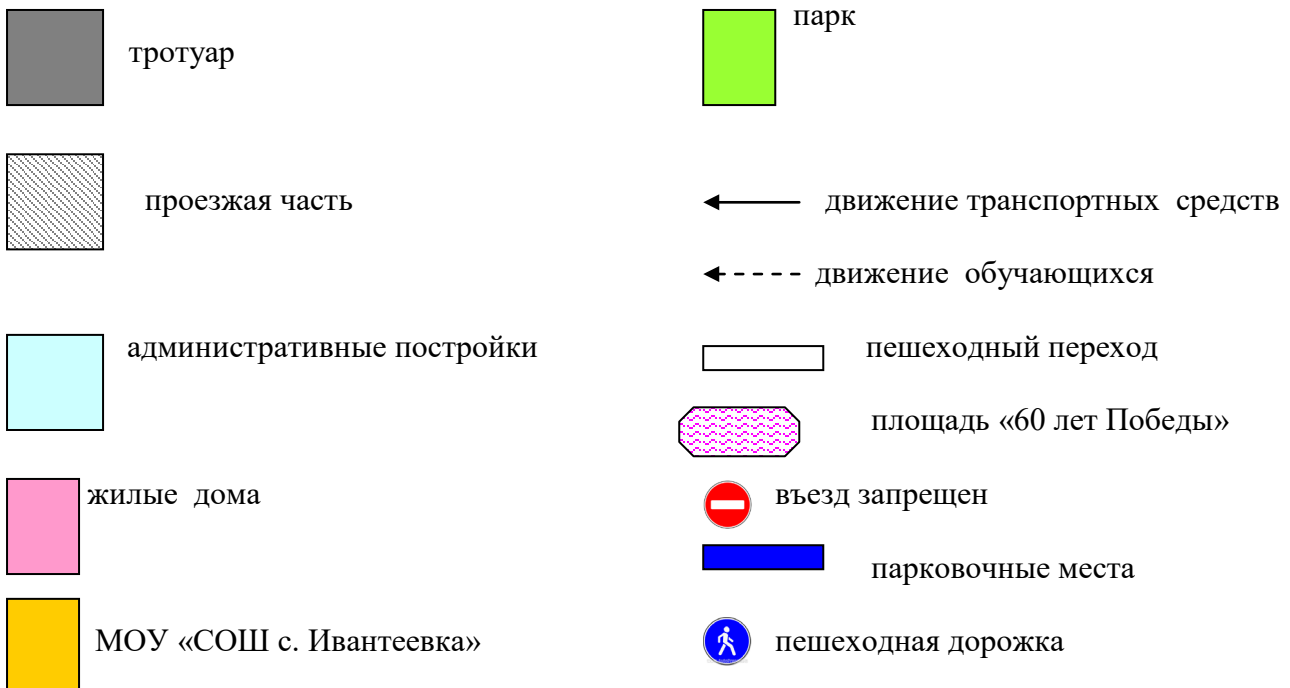 тротуар
проезжая часть
административные постройки
жилые дома
МОУ «СОШ с. Ивантеевка»
парк
движение транспортных средств
движение обучающихся
пешеходный переход
площадь «60 лет Победы»
въезд запрещен
парковочные места
пешеходная дорожка